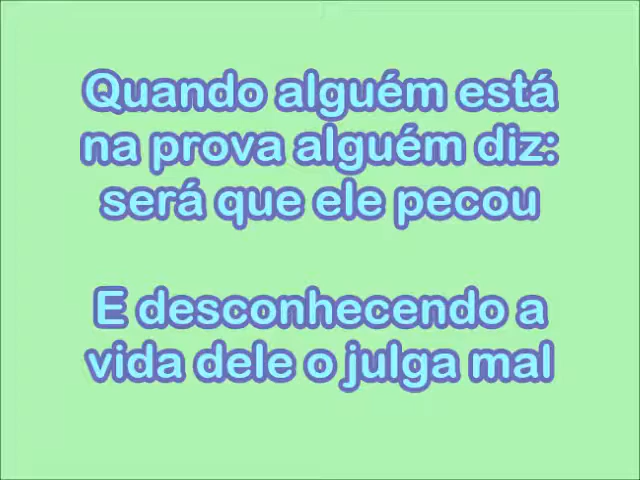 Quando alguém está
na prova alguém diz:
será que ele pecou
E desconhecendo a
vida dele o julga mal